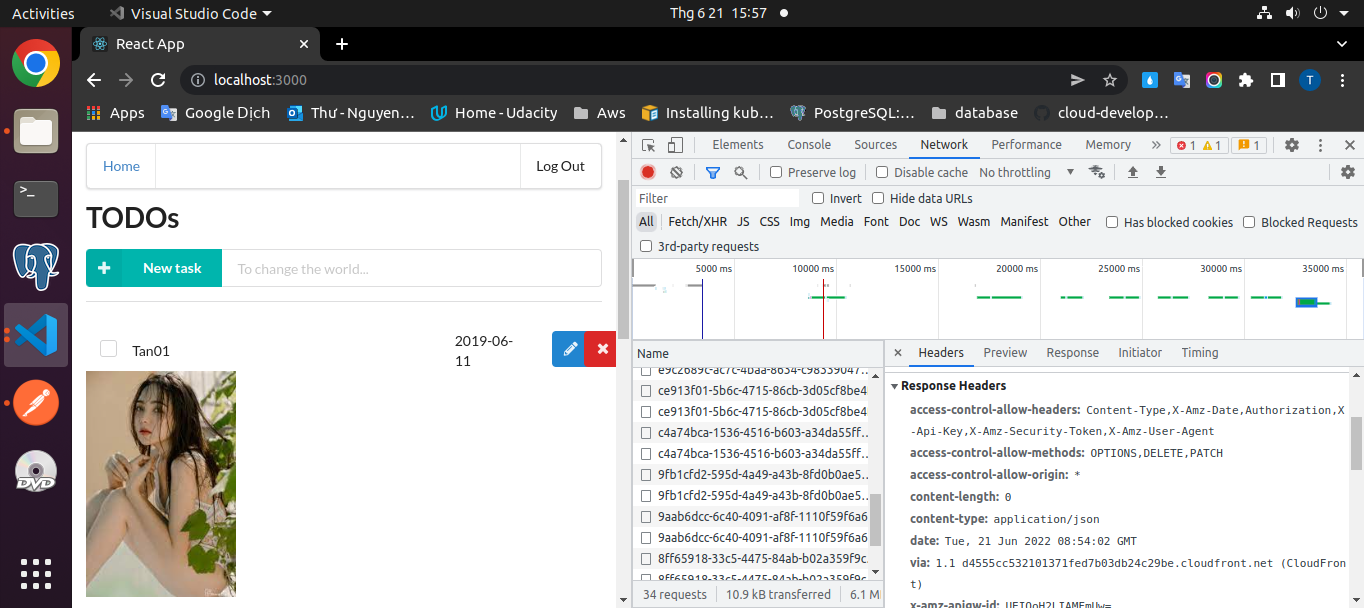 Activities
Visual Studio Code
Thg 6 21 15:57
React App
localhost:3000
T
Apps
Google Dịch
Thư - Nguyen...
Home - Udacity
Aws
Installing kub...
PostgreSQL:...
database
cloud-develop...
Home
Log Out
TODOs
New task
To change the world...
Tan01
2019-06-
11
DVD
Elements
Console
Sources
Network
Performance
Memory
1
1
1
Preserve log
Disable cache
No throttling
Filter
Invert
Hide data URLs
All
Fetch/XHR
JS
CSS
Img
Media
Font
Doc
WS
Wasm
Manifest
Other
Has blocked cookies
Blocked Requests
3rd-party requests
5000 ms
10000 ms
15000 ms
20000 ms
25000 ms
30000 ms
35000 ms
Name
e9c2689c-ac7c-4baa-8634-c98339047...
ce913f01-5b6c-4715-86cb-3d05cf8be4
ce913f01-5b6c-4715-86cb-3d05cf8be4
c4a74bca-1536-4516-b603-a34da55ff...
c4a74bca-1536-4516-b603-a34da55ff...
9fb1cfd2-595d-4a49-a43b-8fd0b0ae5...
9fb1cfd2-595d-4a49-a43b-8fd0b0ae5...
9aab6dcc-6c40-4091-af8f-1110f59f6a6
9aab6dcc-6c40-4091-af8f-1110f59f6a6
8ff65918-33c5-4475-84ab-b02a359f9c
8ff65918-33c5-4475-84ab-b02a359f9c
34 requests
10.9 kB transferred
6.1 M
Headers
Preview
Response
Initiator
Timing
Response Headers
access-control-allow-headers: Content-Type,X-Amz-Date,Authorization,X
-Api-Key,X-Amz-Security-Token,X-Amz-User-Agent
access-control-allow-methods: OPTIONS,DELETE,PATCH
access-control-allow-origin: *
content-length: 0
content-type: application/json
date: Tue, 21 Jun 2022 08:54:02 GMT
via: 1.1 d4555cc532101371fed7b03db24c29be.cloudfront.net (CloudFron
t)
x-amz-apigw-id: